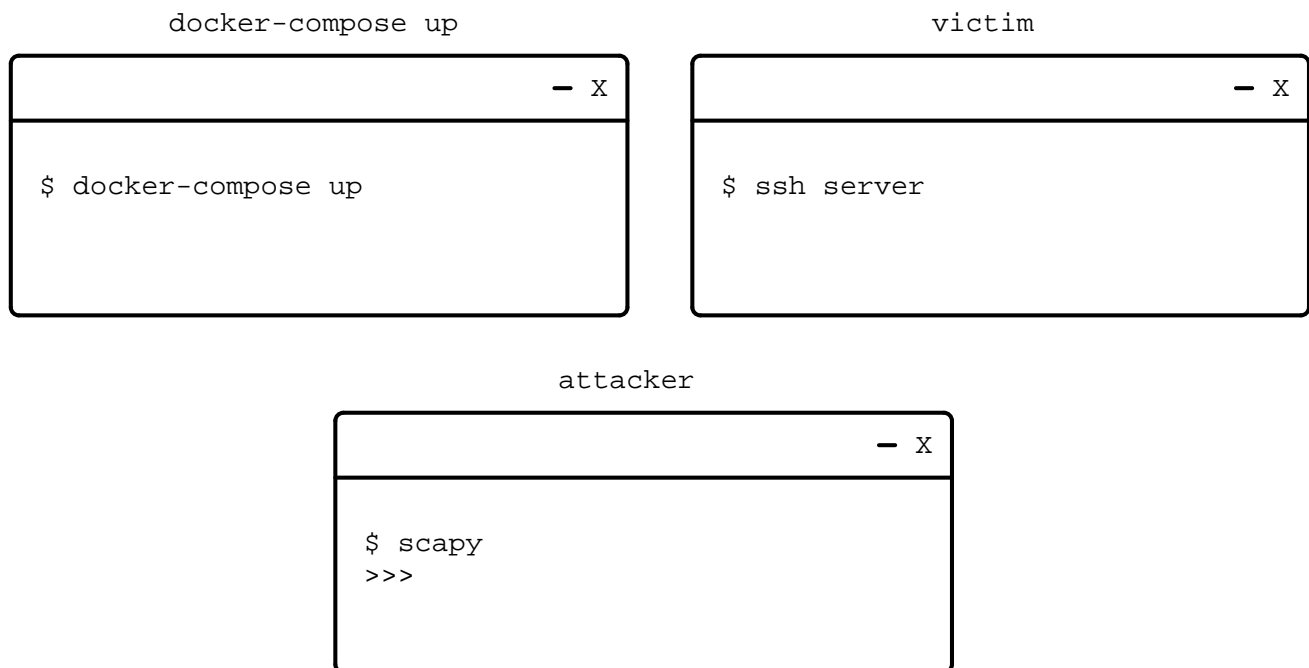 docker-compose up
victim
X
X
$ docker-compose up
$ ssh server
attacker
X
$ scapy
>>>